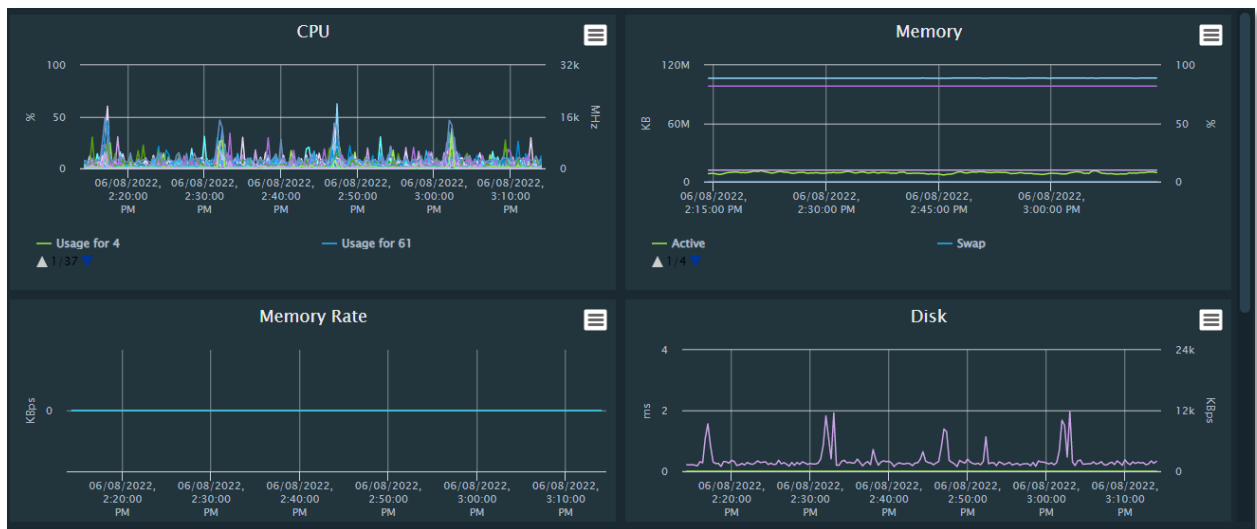 CPU
100
32k
%
50
16k
MHz
0
0
06/08/2022, 06/08/2022, 06/08/2022, 06/08/2022, 06/08/2022, 06/08/2022,
2:20:00 2:30:00 2:40:00 2:50:00 3:00:00 3:10:00
PM PM PM PM PM PM
Usage for 4 Usage for 61
1/37
Memory
120M
100
KB
60M
50
%
0
0
06/08/2022, 06/08/2022, 06/08/2022, 06/08/2022,
2:15:00 PM 2:30:00 PM 2:45:00 PM 3:00:00 PM
Active Swap
1/4
Memory Rate
KBps
0
06/08/2022, 06/08/2022, 06/08/2022, 06/08/2022, 06/08/2022, 06/08/2022,
2:20:00 2:30:00 2:40:00 2:50:00 3:00:00 3:10:00
PM PM PM PM PM PM
Disk
4
24k
ms
2
12k
KBps
0
0
06/08/2022, 06/08/2022, 06/08/2022, 06/08/2022, 06/08/2022, 06/08/2022,
2:20:00 2:30:00 2:40:00 2:50:00 3:00:00 3:10:00
PM PM PM PM PM PM